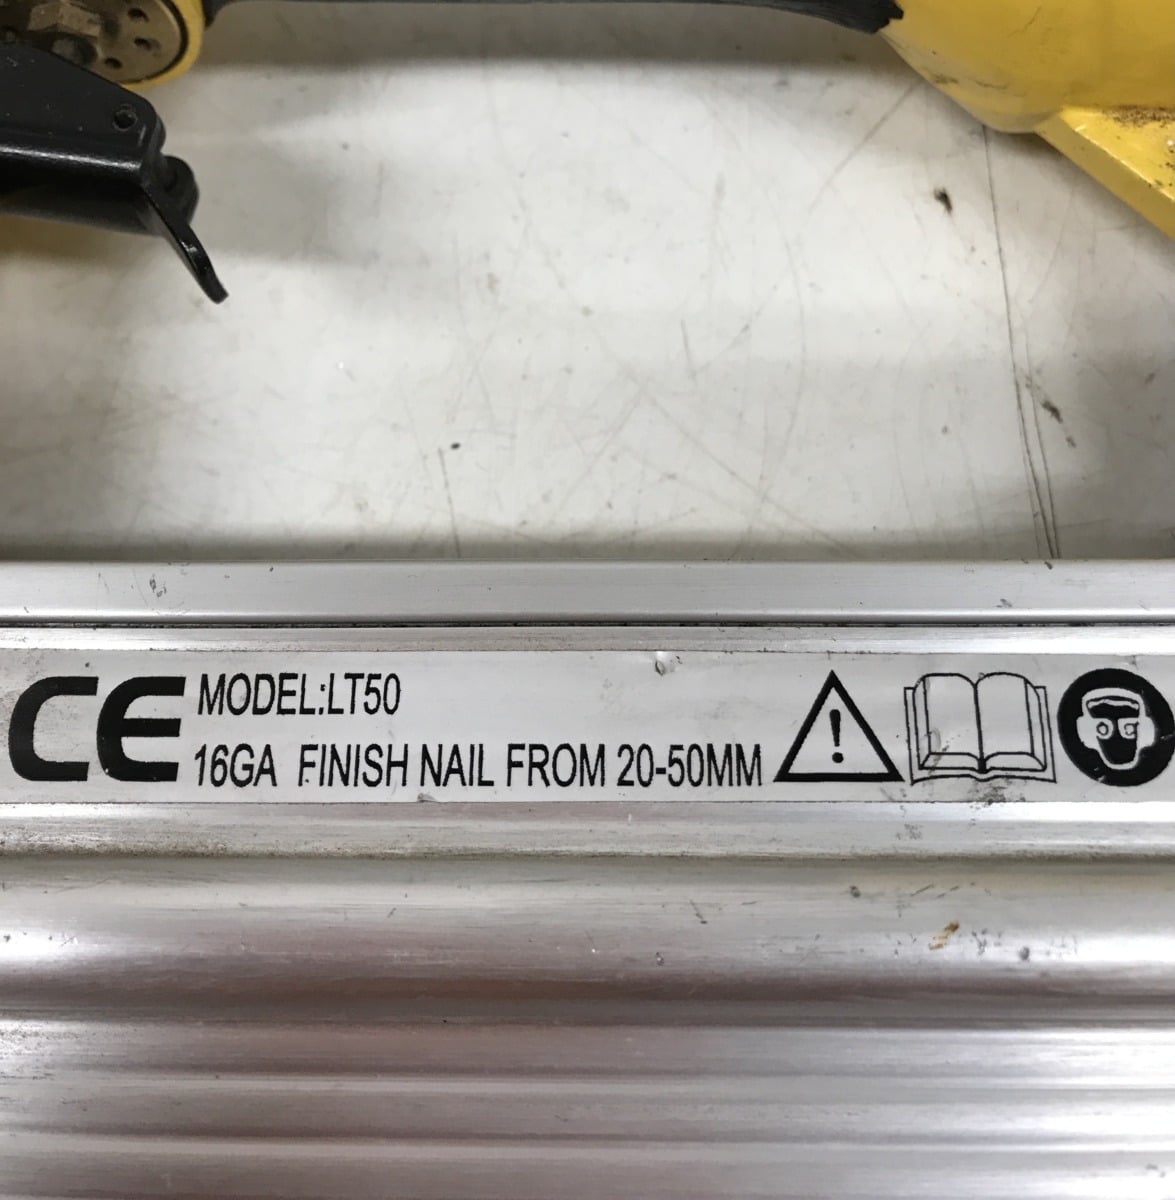 CE
MODEL:LT50
16GA FINISH NAIL FROM 20-50MM